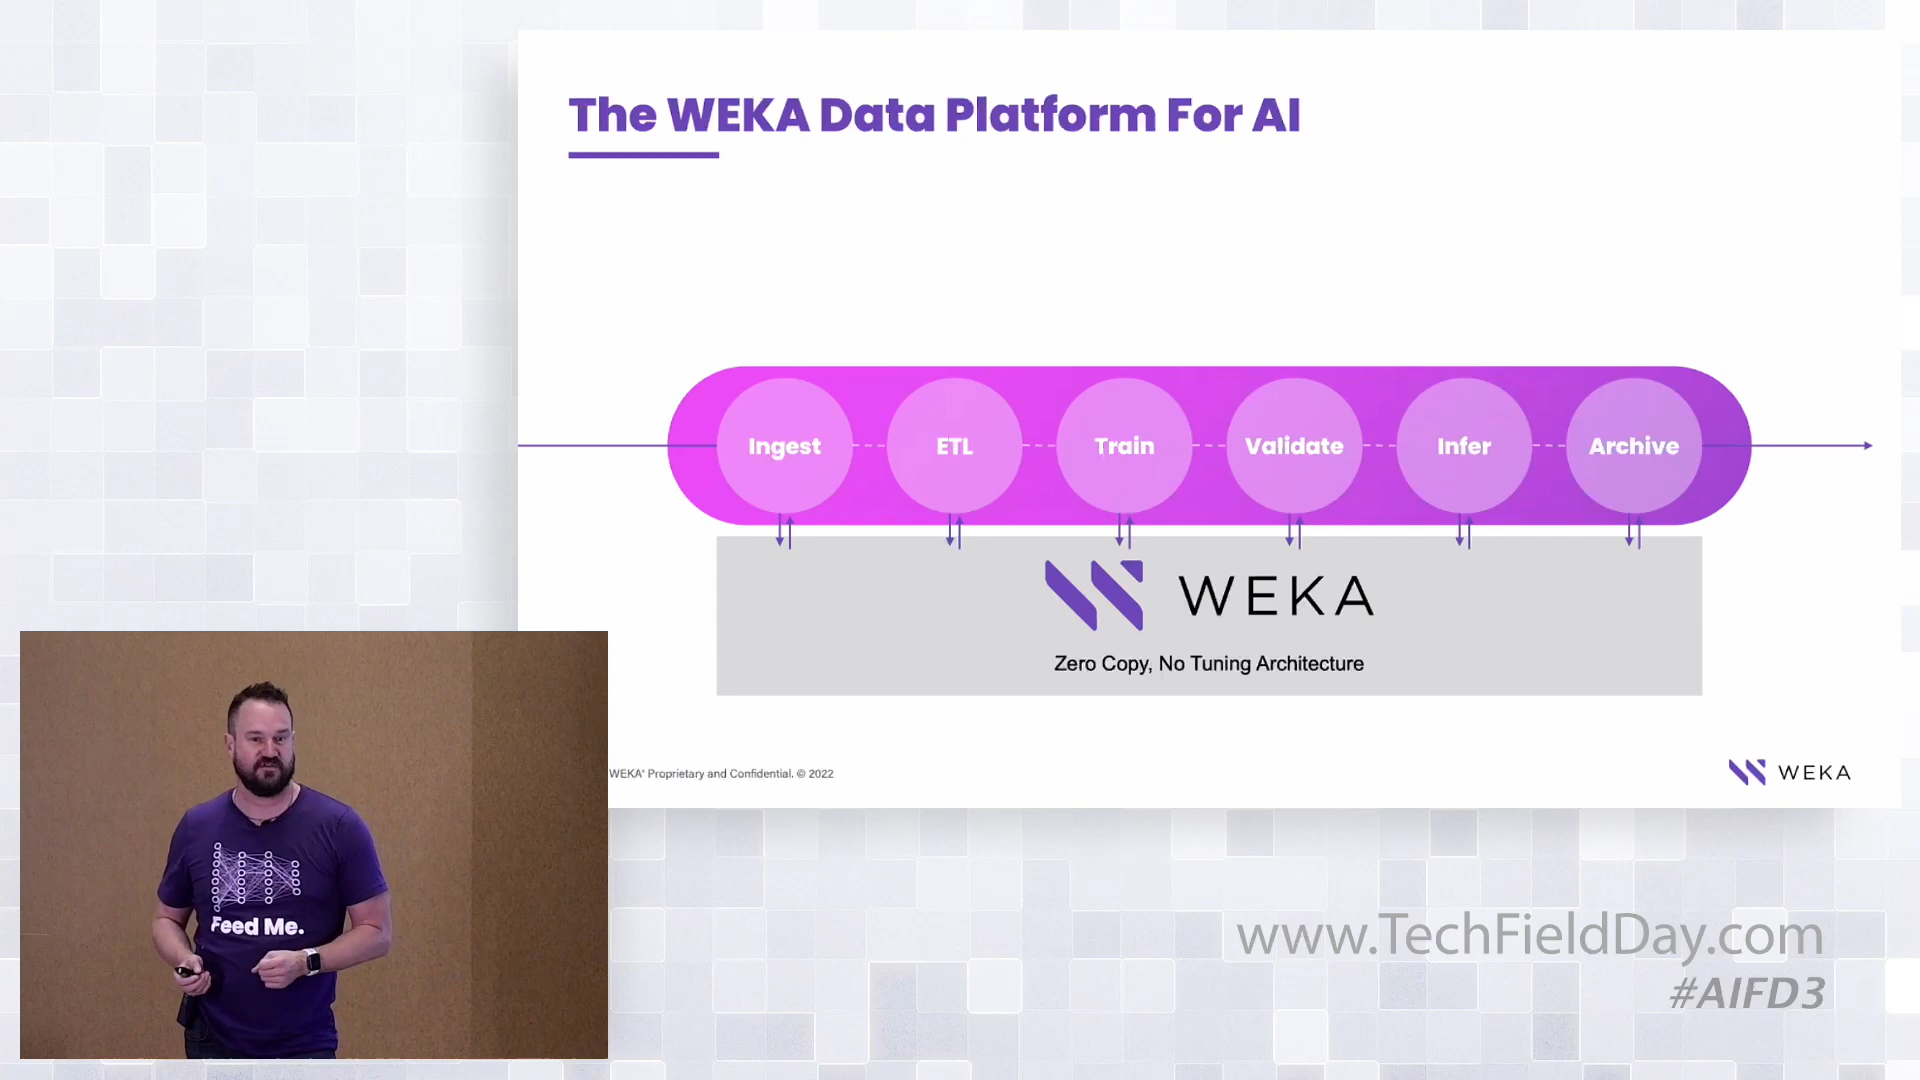 The WEKA Data Platform For AI
Ingest
ETL
Train
Validate
Infer
Archive
WEKA
Zero Copy, No Tuning Architecture
WEKA® Proprietary and Confidential. © 2022
WEKA
Feed Me.
www.TechFieldDay.com
#AIFD3